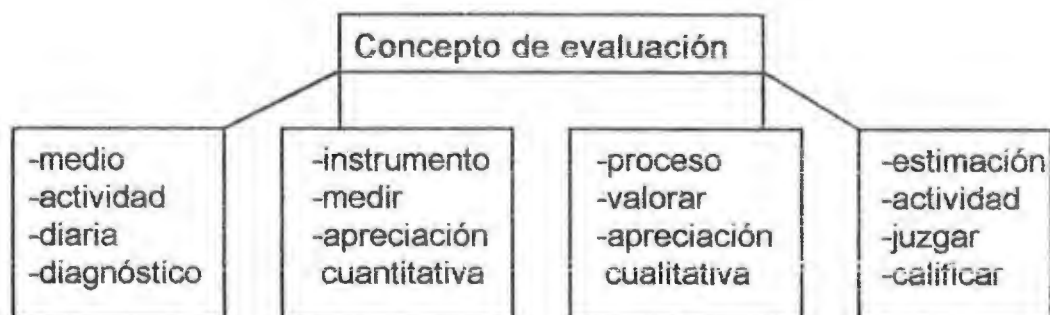 Concepto de evaluación
-medio
-actividad
-diaria
-diagnóstico
-instrumento
-medir
-apreciación
cuantitativa
-proceso
-valorar
-apreciación
cualitativa
-estimación
-actividad
-juzgar
-calificar